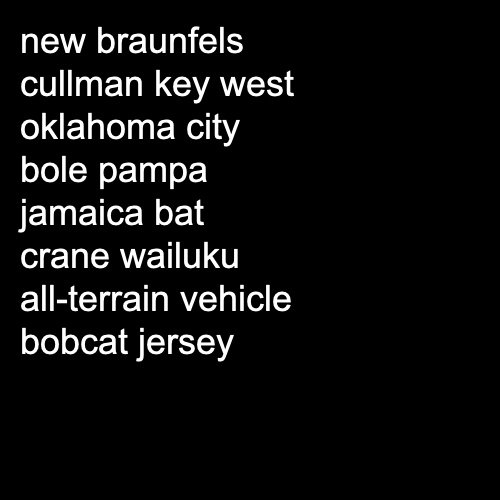 new braunfels
cullman key west
oklahoma city
bole pampa
jamaica bat
crane wailuku
all-terrain vehicle
bobcat jersey